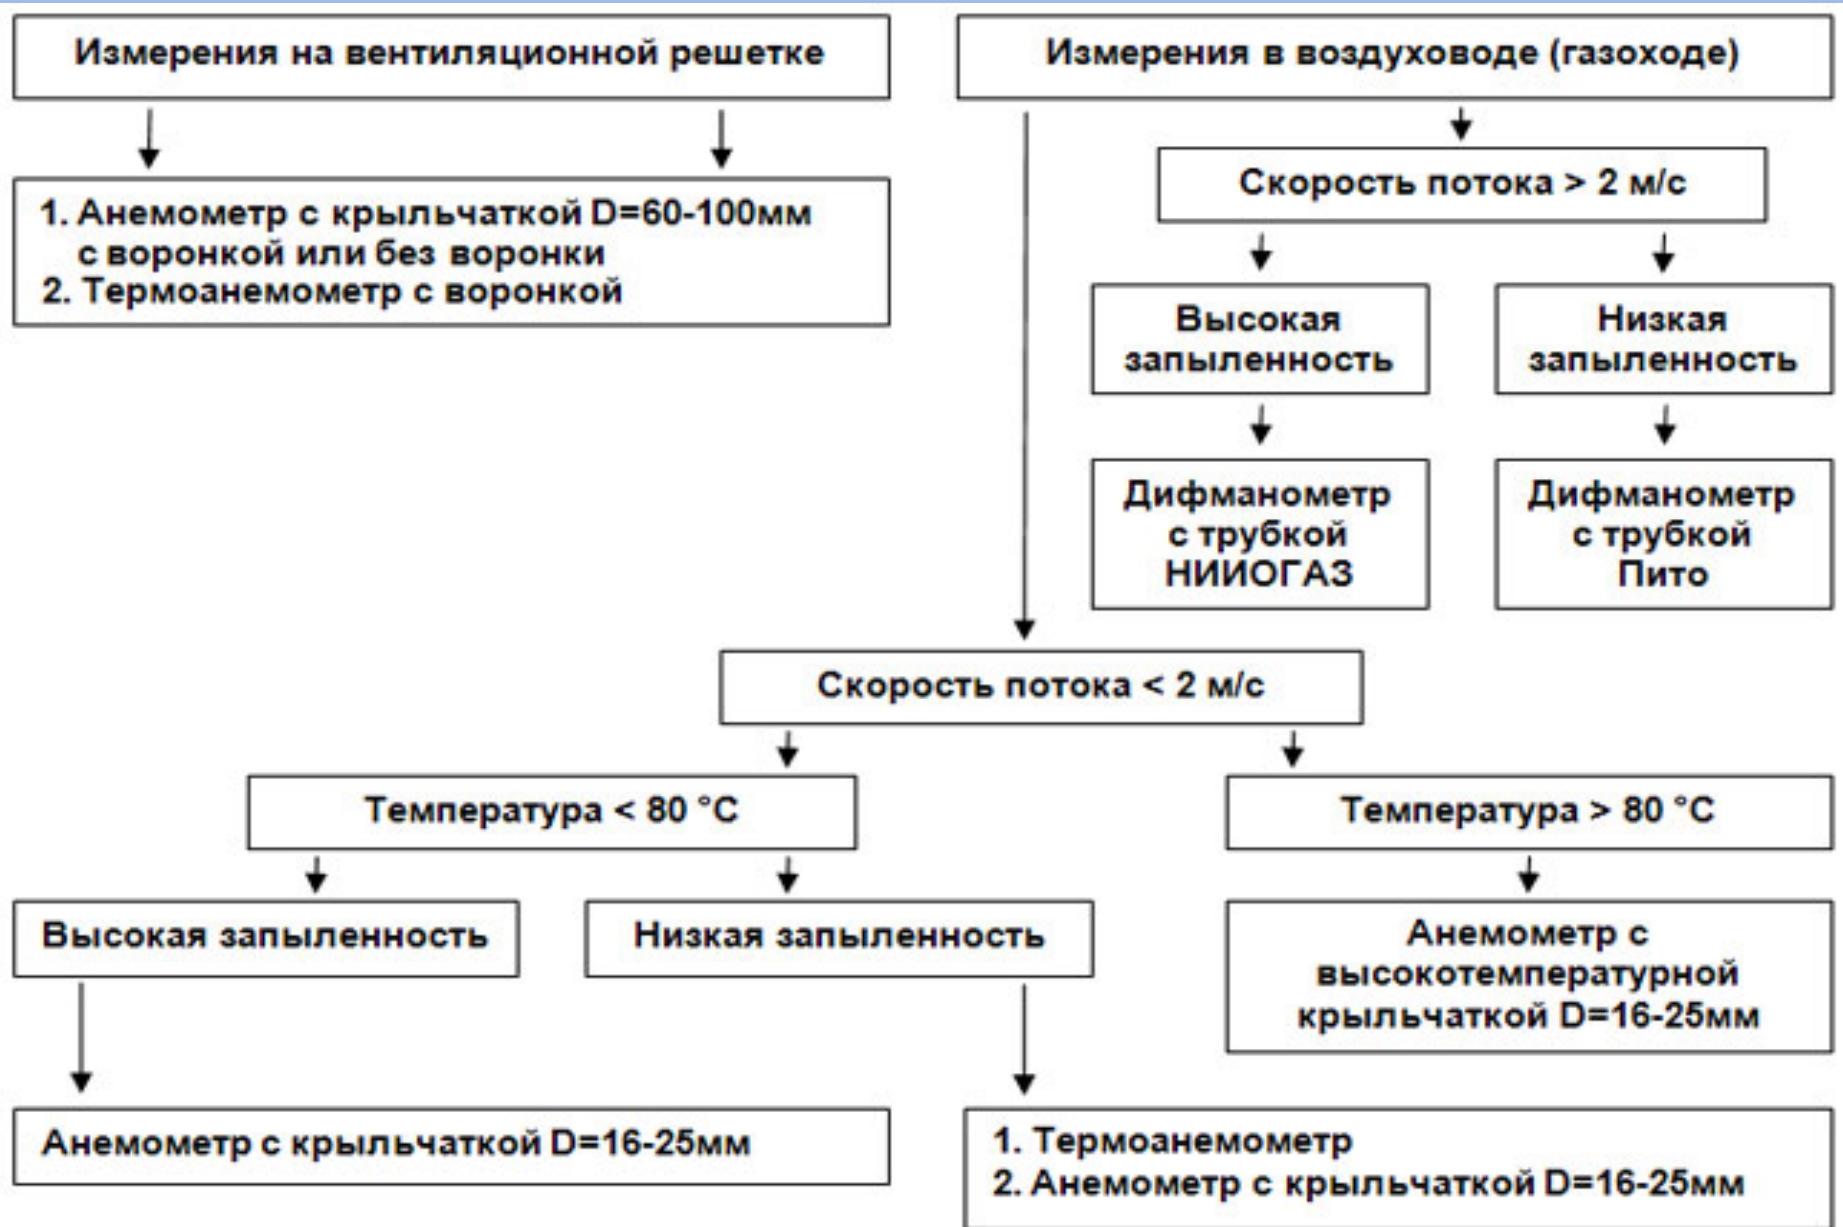 Измерения на вентиляционной решетке
1. Анемометр с крыльчаткой D=60-100мм
с воронкой или без воронки
2. Термоанемометр с воронкой
Измерения в воздуховоде (газоходе)
Скорость потока > 2 м/с
Высокая
запыленность
Низкая
запыленность
Дифманометр
с трубкой
НИИОГАЗ
Дифманометр
с трубкой
Пито
Скорость потока < 2 м/с
Температура < 80 °C
Температура > 80 °C
Высокая запыленность
Низкая запыленность
Анемометр с
высокотемпературной
крыльчаткой D=16-25мм
Анемометр с крыльчаткой D=16-25мм
1. Термоанемометр
2. Анемометр с крыльчаткой D=16-25мм